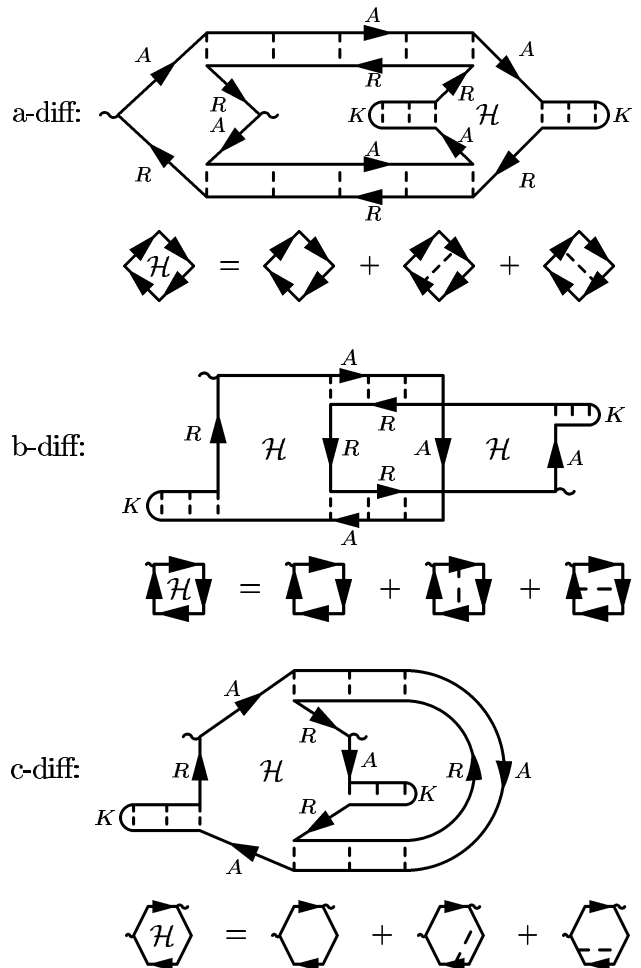 A
A A
R
R R
a-diff: K ℋ K
A A
A
R R
R
ℋ = + +
A
R K
b-diff: R ℋ R A ℋ
A
R
K
A
ℋ = + +
A
R
A
c-diff: R ℋ R A
K
R
K
A
ℋ = + +